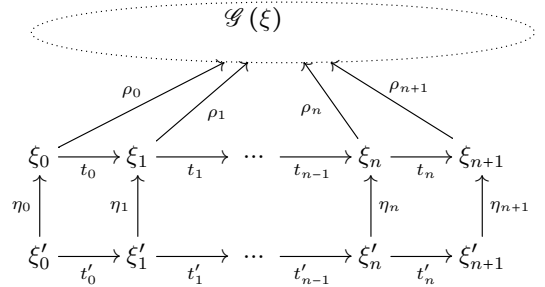 𝒢(ξ)
ρ₀ ρ₁ ρₙ ρₙ₊₁
ξ₀ ξ₁ ··· ξₙ ξₙ₊₁
t₀ t₁ tₙ₋₁ tₙ
η₀ η₁ ηₙ ηₙ₊₁
ξ′₀ ξ′₁ ··· ξ′ₙ ξ′ₙ₊₁
t′₀ t′₁ t′ₙ₋₁ t′ₙ